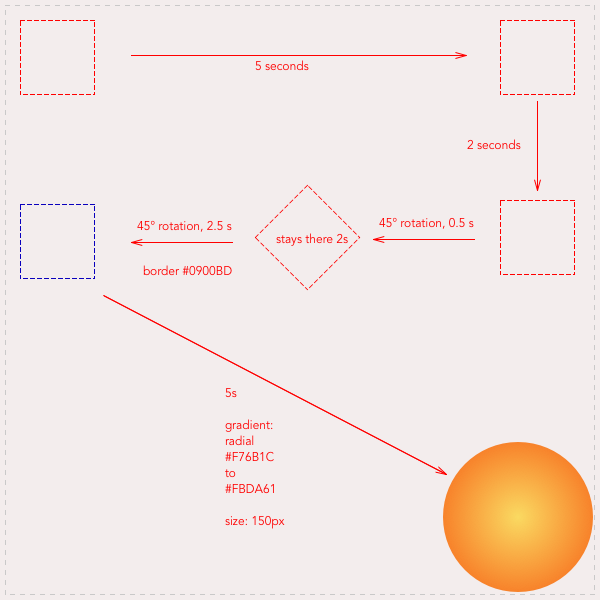 5 seconds
2 seconds
45° rotation, 0.5 s
stays there 2s
45° rotation, 2.5 s
border #0900BD
5s
gradient:
radial
#F76B1C
to
#FBDA61
size: 150px